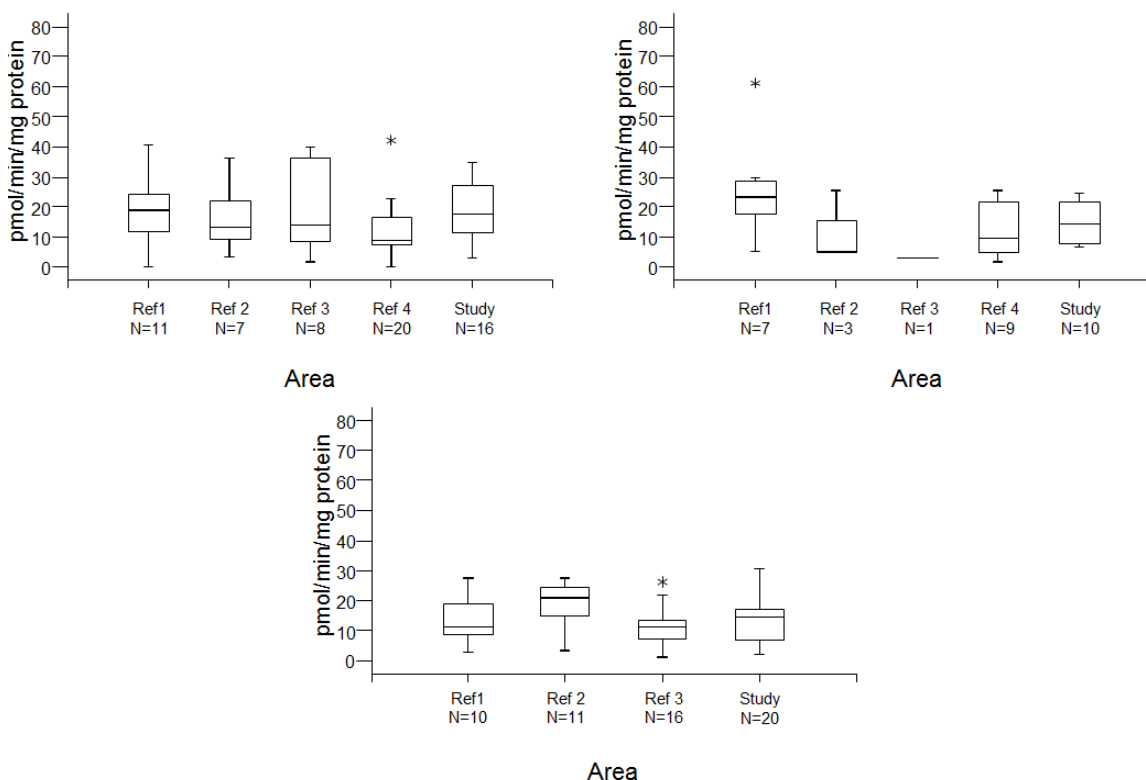 pmol/min/mg protein
80
70
60
50
40
30
20
10
0
*
Ref1 Ref 2 Ref 3 Ref 4 Study
N=11 N=7 N=8 N=20 N=16
Area
pmol/min/mg protein
80
70
60
50
40
30
20
10
0
*
Ref1 Ref 2 Ref 3 Ref 4 Study
N=7 N=3 N=1 N=9 N=10
Area
pmol/min/mg protein
80
70
60
50
40
30
20
10
0
*
Ref1 Ref 2 Ref 3 Study
N=10 N=11 N=16 N=20
Area